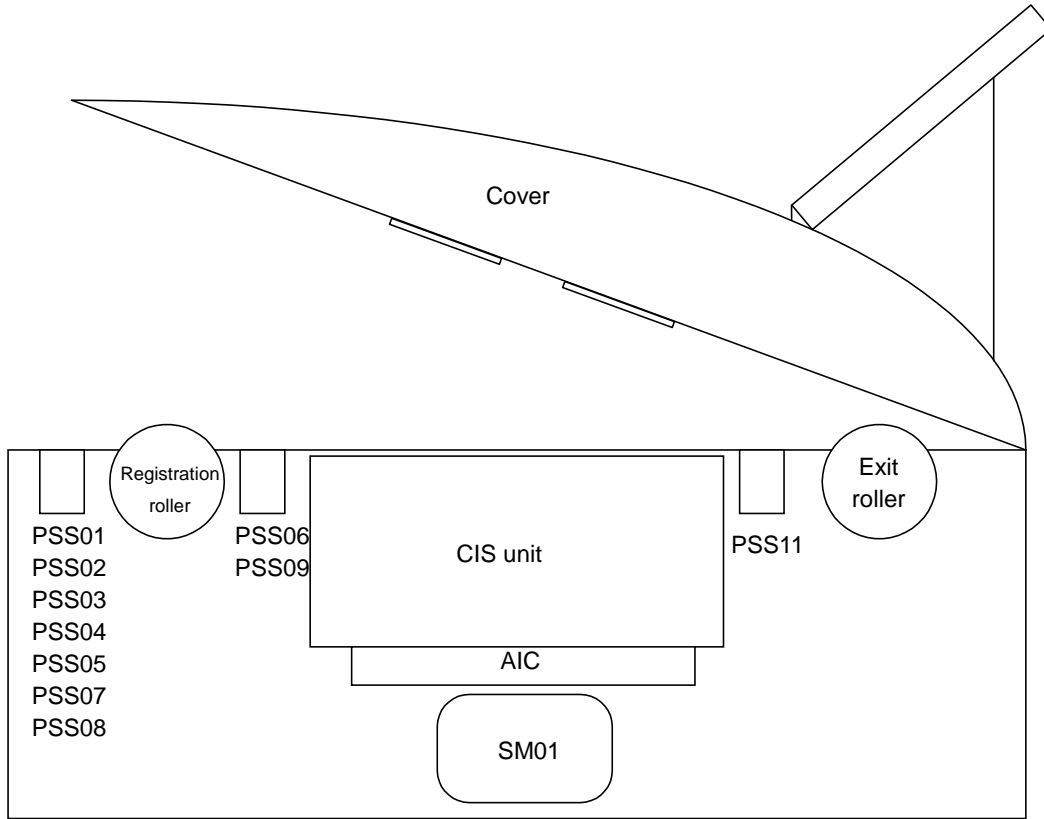 Cover
Registration
roller
Exit
roller
PSS01
PSS02
PSS03
PSS04
PSS05
PSS07
PSS08
PSS06
PSS09
CIS unit
PSS11
AIC
SM01